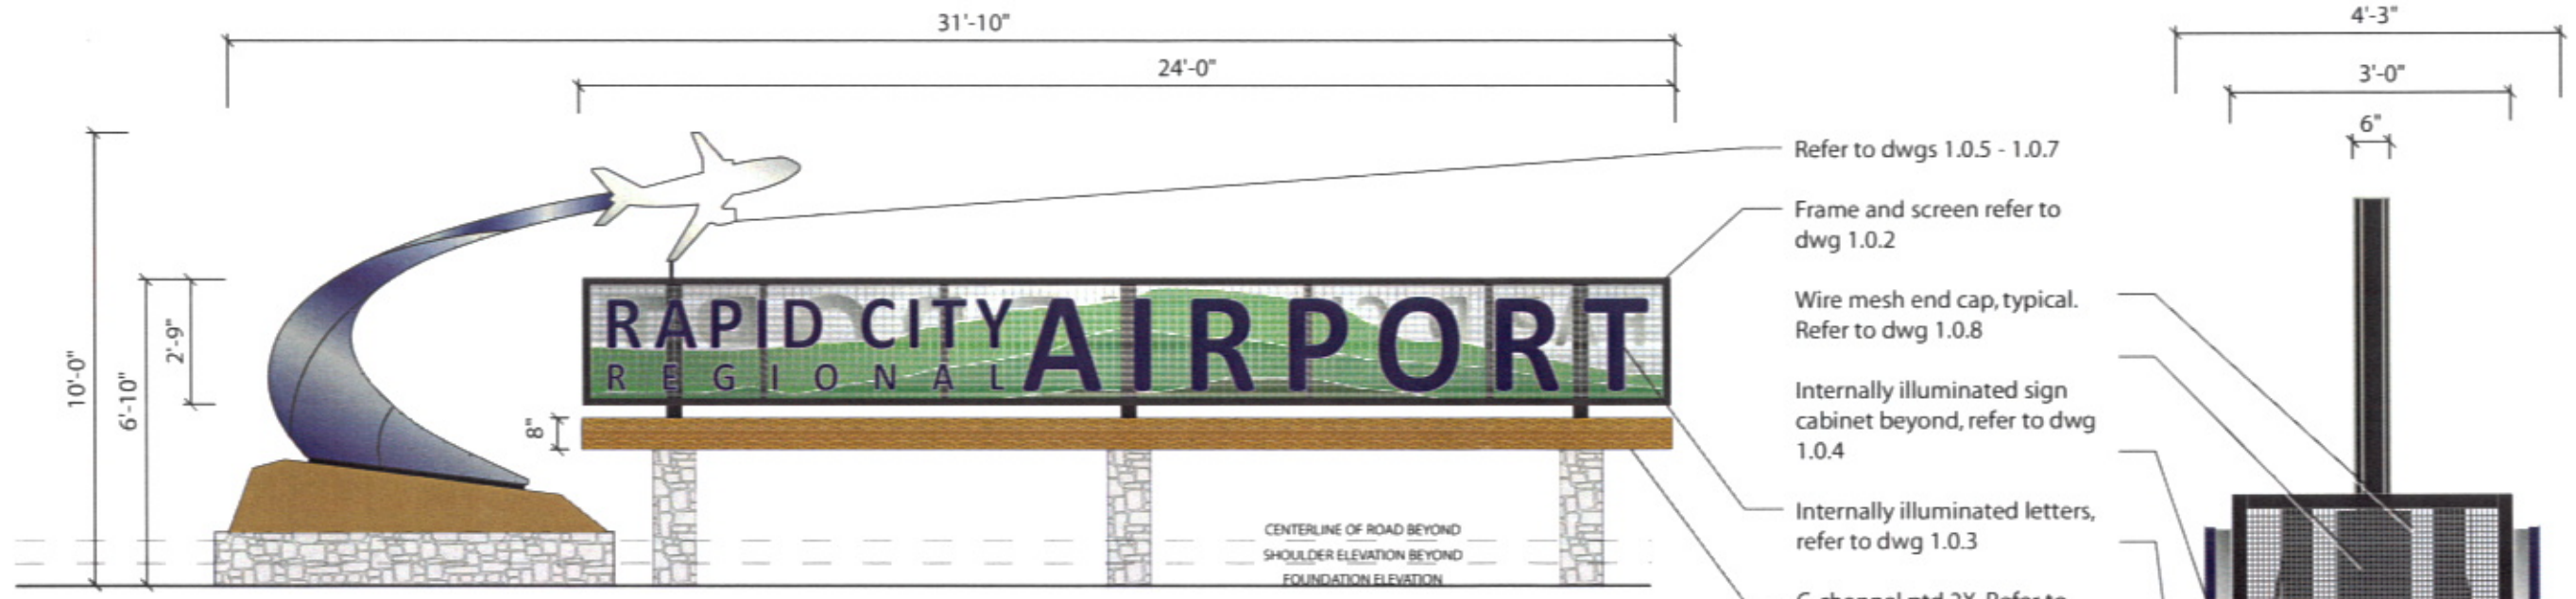 31'-10"
4'-3"
24'-0"
3'-0"
6"
Refer to dwgs 1.0.5 - 1.0.7
Frame and screen refer to
dwg 1.0.2
Wire mesh end cap, typical.
Refer to dwg 1.0.8
Internally illuminated sign
cabinet beyond, refer to dwg
1.0.4
Internally illuminated letters,
refer to dwg 1.0.3
10'-0"
6'-10"
2'-9"
8"
RAPID CITY AIRPORT
REGIONAL
CENTERLINE OF ROAD BEYOND
SHOULDER ELEVATION BEYOND
FOUNDATION ELEVATION